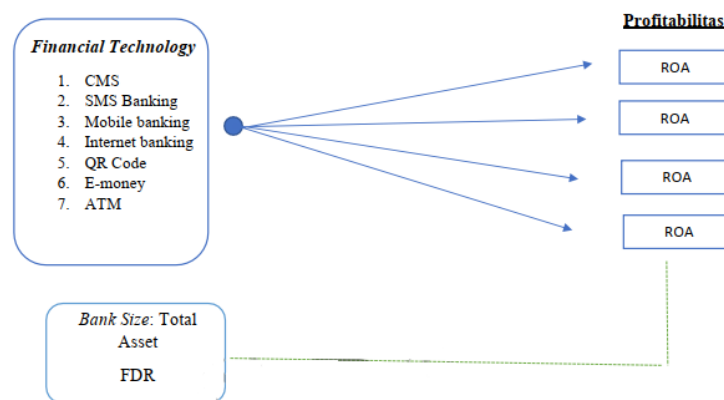 Financial Technology
1. CMS
2. SMS Banking
3. Mobile banking
4. Internet banking
5. QR Code
6. E-money
7. ATM
Profitabilitas
ROA
ROA
ROA
ROA
Bank Size: Total
Asset
FDR